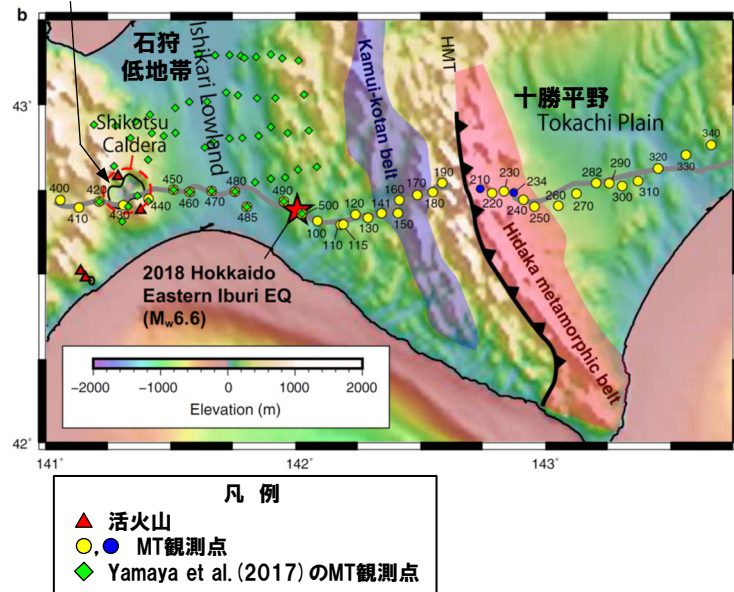 b
石狩
低地帯
Ishikari Lowland
Kamui-kotan belt
HMT
十勝平野
Tokachi Plain
Shikotsu
Caldera
43°
340
330
320
310
300
290
282
270
260
250
240
234
230
220
210
190
180
170
160
150
141
130
120
115
110
100
500
490
485
480
470
460
450
440
430
420
410
400
Hidaka metamorphic belt
2018 Hokkaido
Eastern Iburi EQ
(Mw6.6)
−2000 −1000 0 1000 2000
Elevation (m)
42°
141° 142° 143°
凡 例
活火山
, MT観測点
Yamaya et al.(2017)のMT観測点